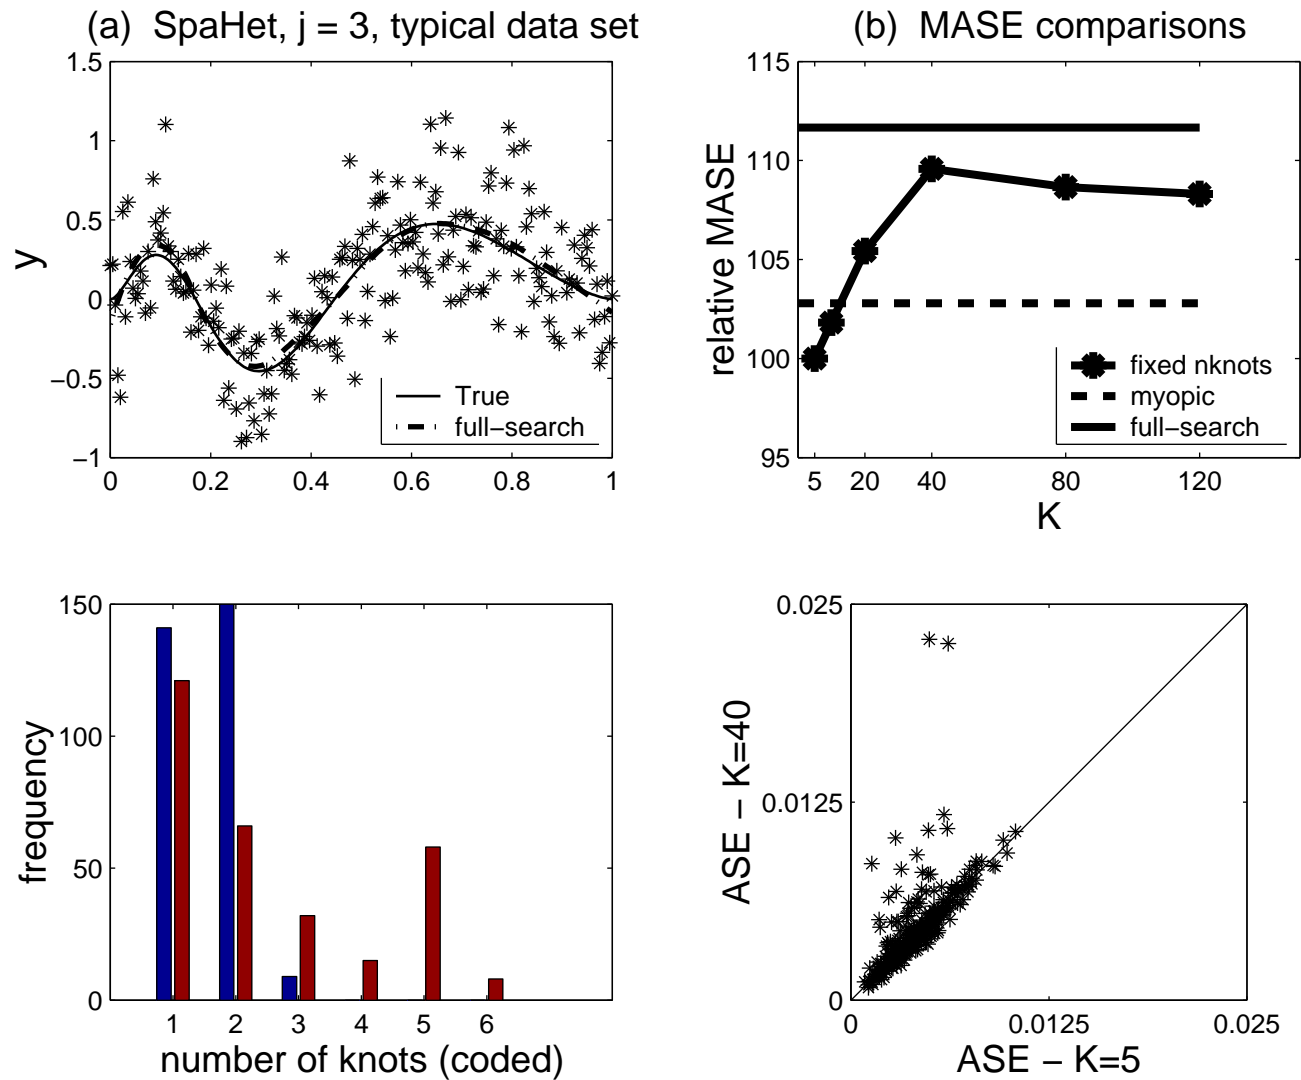 (a) SpaHet, j = 3, typical data set
1.5
1
0.5
0
−0.5
−1
y
True
full−search
0 0.2 0.4 0.6 0.8 1
(b) MASE comparisons
115
110
105
100
95
relative MASE
fixed nknots
myopic
full−search
5 20 40 80 120
K
150
100
50
0
frequency
1 2 3 4 5 6
number of knots (coded)
0.025
0.0125
0
ASE − K=40
0 0.0125 0.025
ASE − K=5